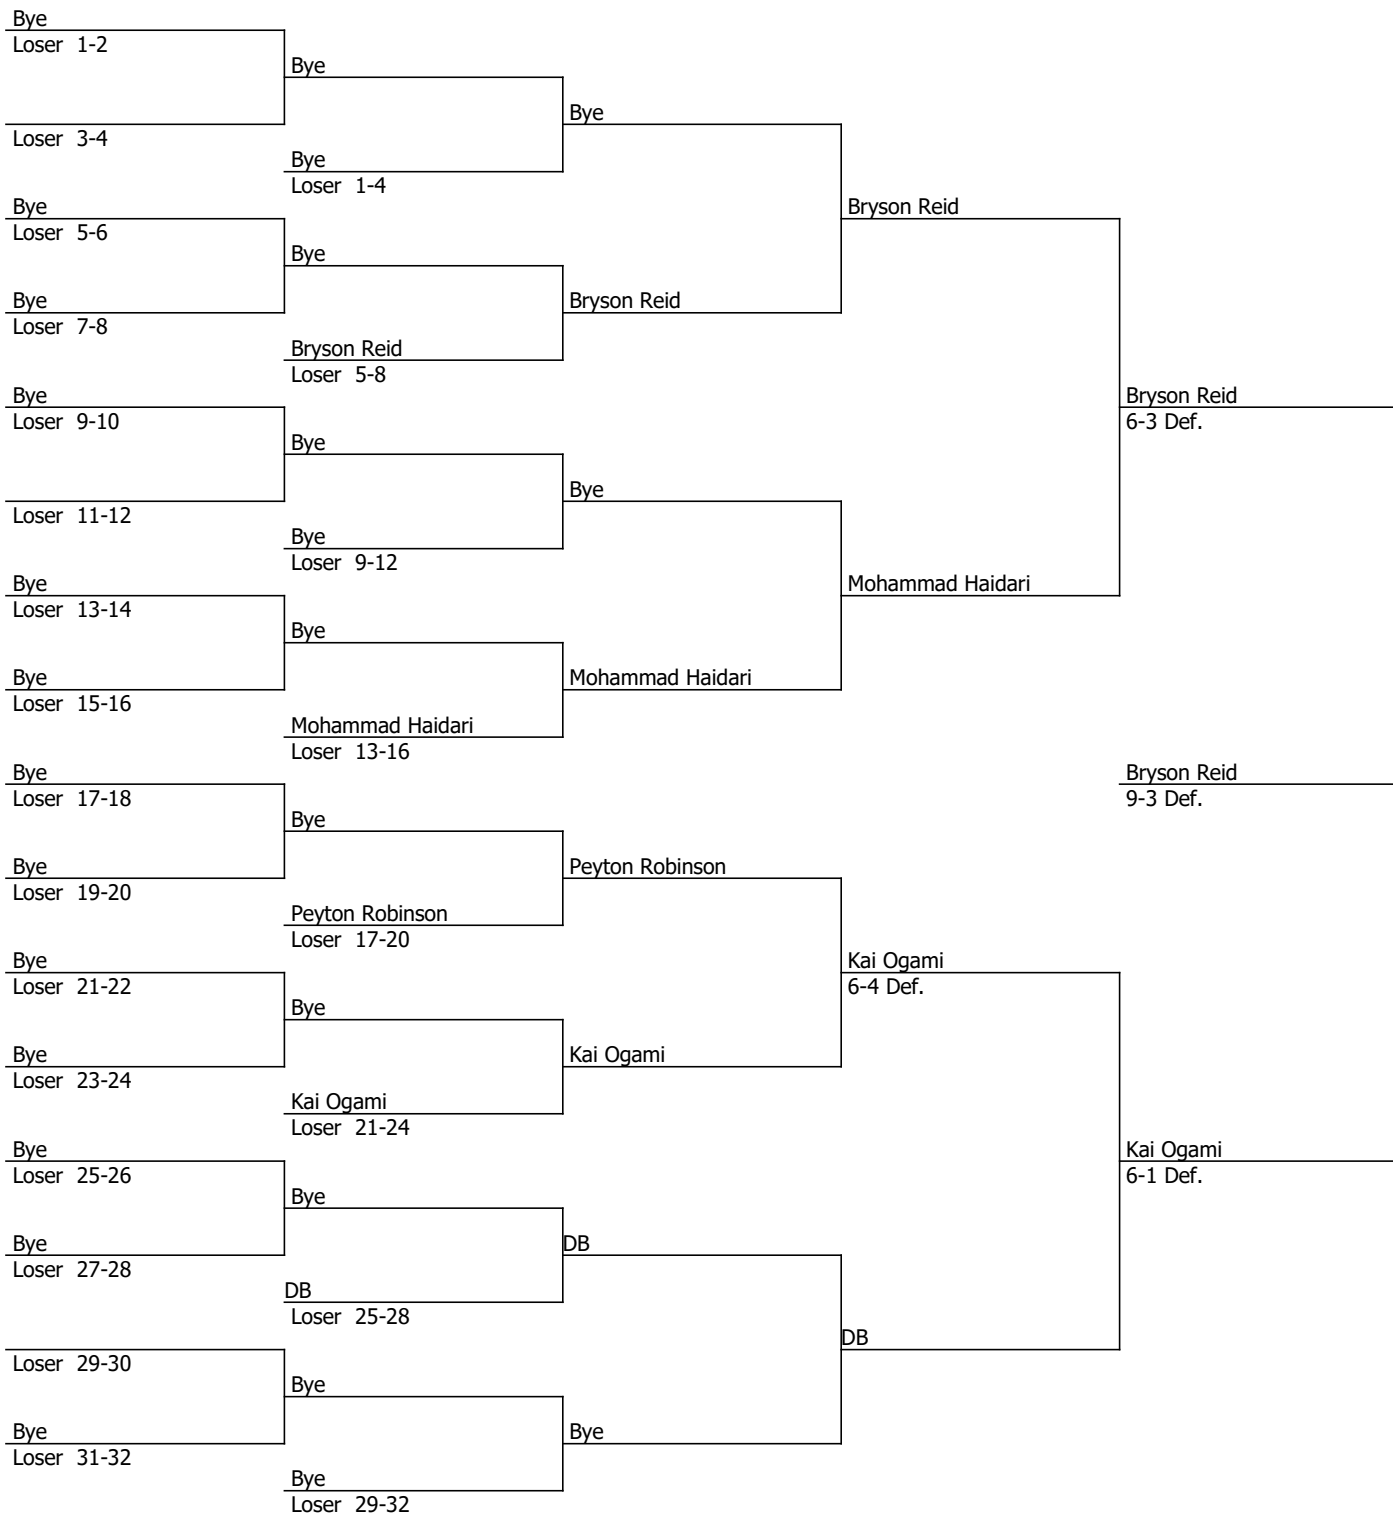 Bye
Loser 1-2
Bye
Bye
Loser 3-4
Bye
Loser 1-4
Bye
Bryson Reid
Loser 5-6
Bye
Bye
Bryson Reid
Loser 7-8
Bryson Reid
Loser 5-8
Bye
Bryson Reid
Loser 9-10
6-3 Def.
Bye
Bye
Loser 11-12
Bye
Loser 9-12
Bye
Mohammad Haidari
Loser 13-14
Bye
Bye
Mohammad Haidari
Loser 15-16
Mohammad Haidari
Loser 13-16
Bye
Bryson Reid
Loser 17-18
9-3 Def.
Bye
Bye
Peyton Robinson
Loser 19-20
Peyton Robinson
Loser 17-20
Bye
Kai Ogami
Loser 21-22
6-4 Def.
Bye
Bye
Kai Ogami
Loser 23-24
Kai Ogami
Loser 21-24
Bye
Kai Ogami
Loser 25-26
6-1 Def.
Bye
Bye
DB
Loser 27-28
DB
Loser 25-28
DB
Loser 29-30
Bye
Bye
Bye
Loser 31-32
Bye
Loser 29-32